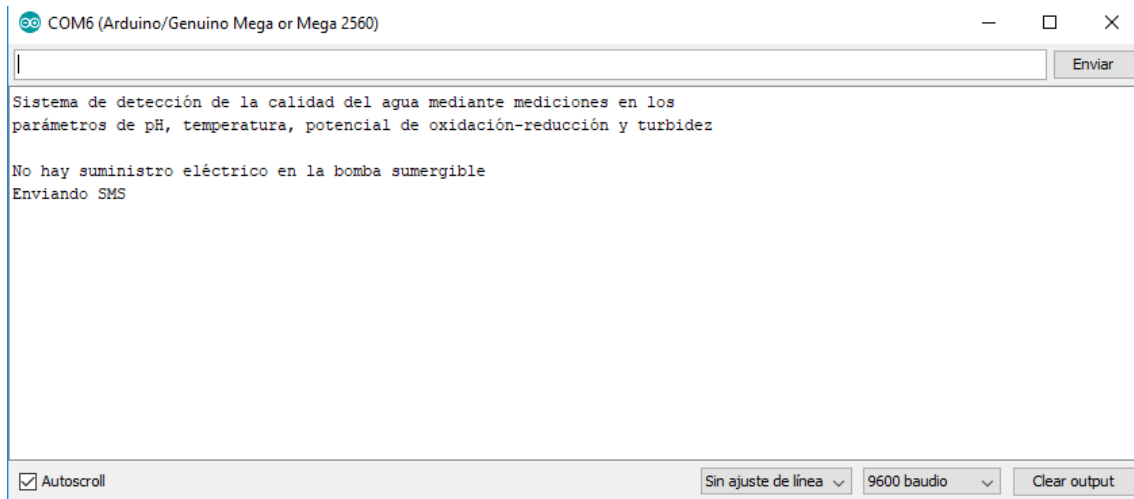 COM6 (Arduino/Genuino Mega or Mega 2560)
Enviar
Sistema de detección de la calidad del agua mediante mediciones en los
parámetros de pH, temperatura, potencial de oxidación-reducción y turbidez
No hay suministro eléctrico en la bomba sumergible
Enviando SMS
Autoscroll
Sin ajuste de línea
9600 baudio
Clear output